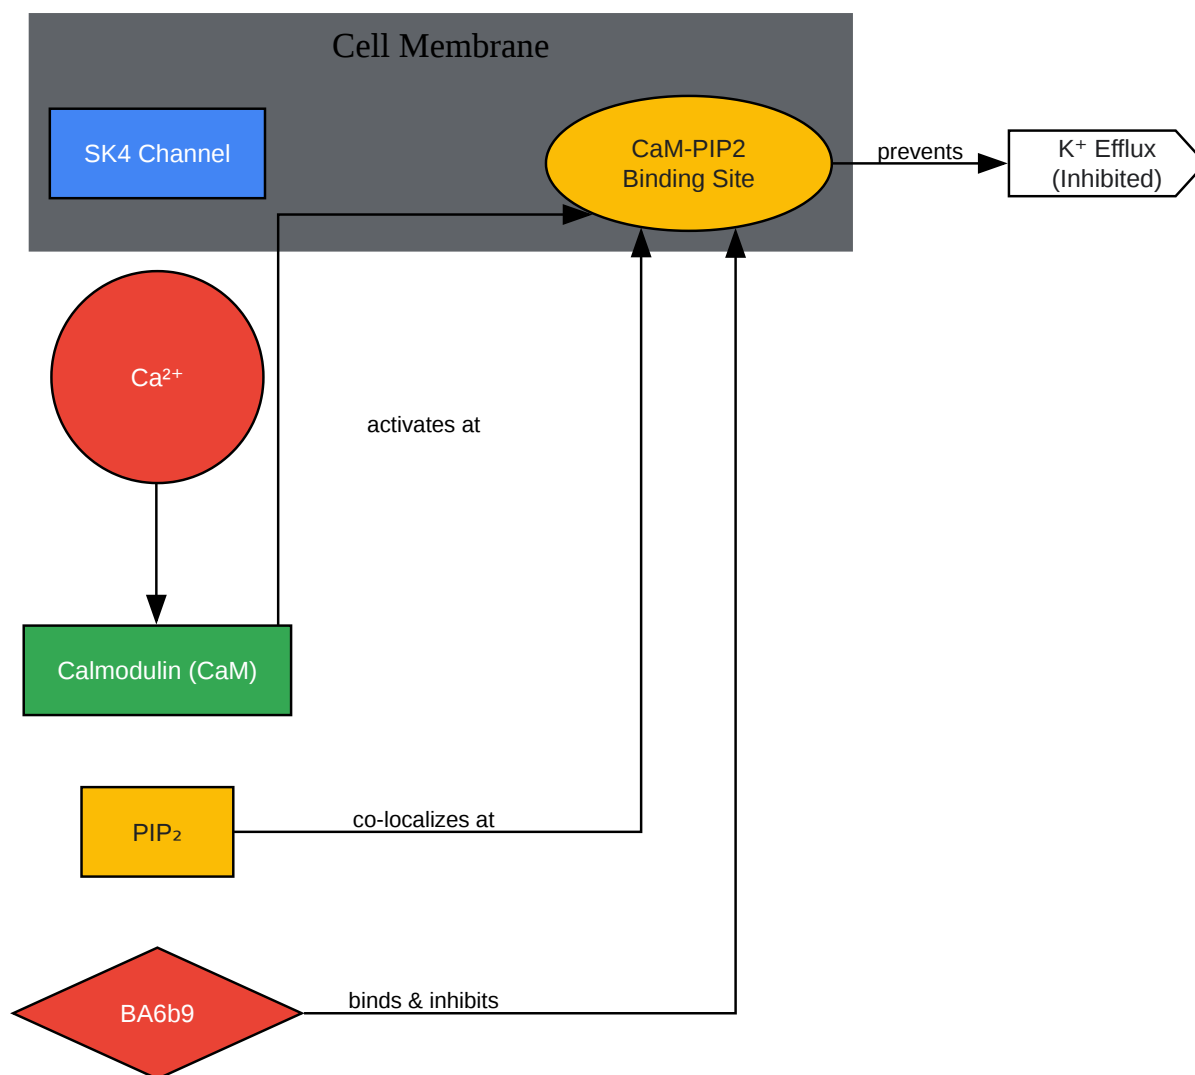 Cell Membrane
SK4 Channel
CaM-PIP2
Binding Site
prevents
K⁺ Efflux
(Inhibited)
Ca²⁺
activates at
Calmodulin (CaM)
PIP₂
co-localizes at
BA6b9
binds & inhibits